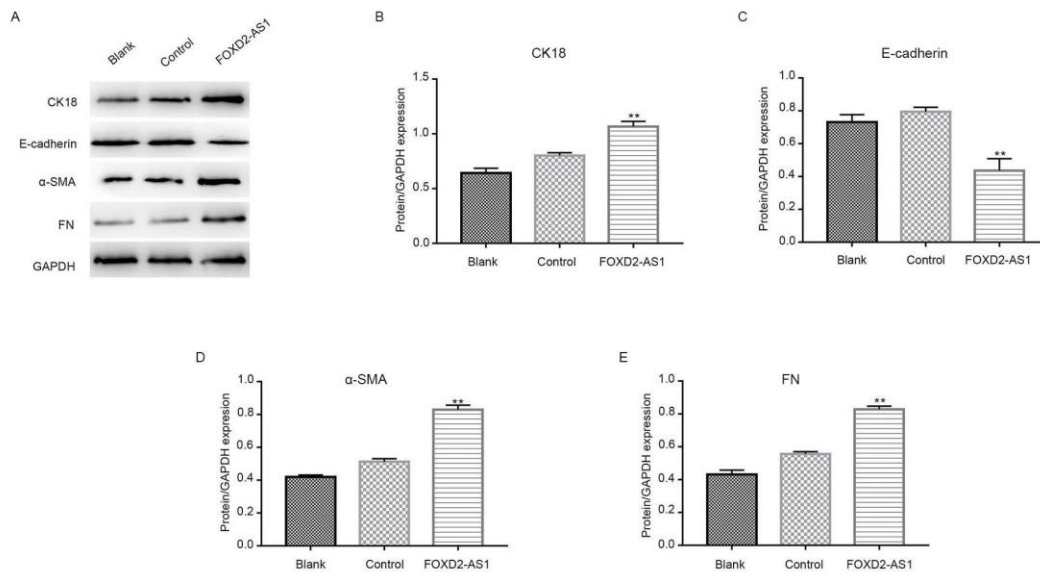 A
Blank Control FOXD2-AS1
CK18
E-cadherin
α-SMA
FN
GAPDH
B
CK18
Protein/GAPDH expression
1.5
1.0
0.5
0.0
**
Blank Control FOXD2-AS1
C
E-cadherin
Protein/GAPDH expression
1.0
0.8
0.6
0.4
0.2
0.0
**
Blank Control FOXD2-AS1
D
α-SMA
Protein/GAPDH expression
1.0
0.8
0.6
0.4
0.2
0.0
**
Blank Control FOXD2-AS1
E
FN
Protein/GAPDH expression
1.0
0.8
0.6
0.4
0.2
0.0
**
Blank Control FOXD2-AS1